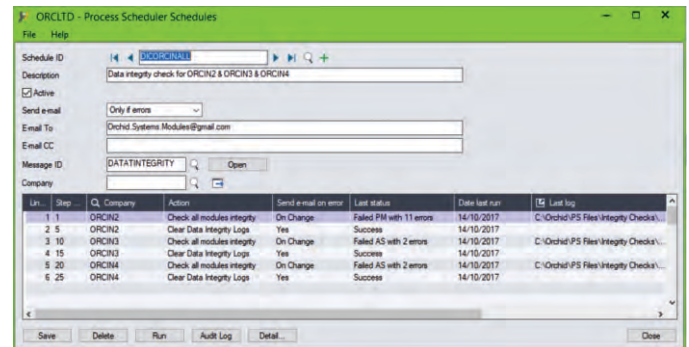 ORCLTD - Process Scheduler Schedules
File Help
Schedule ID DICORCINALL
Description Data integrity check for ORCIN2 & ORCIN3 & ORCIN4
Active
Send e-mail Only if errors
E-mail To Orchid.Systems.Modules@gmail.com
E-mail CC
Message ID DATATINTEGRITY Open
Company
Lin... Step ... Company Action Send e-mail on error Last status Date last run Last log
1 1 ORCIN2 Check all modules integrity On Change Failed PM with 11 errors 14/10/2017 C:\Orchid\PS Files\Integrity Checks\...
2 5 ORCIN2 Clear Data Integrity Logs Yes Success 14/10/2017
3 10 ORCIN3 Check all modules integrity On Change Failed AS with 2 errors 14/10/2017 C:\Orchid\PS Files\Integrity Checks\...
4 15 ORCIN3 Clear Data Integrity Logs Yes Success 14/10/2017
5 20 ORCIN4 Check all modules integrity On Change Failed AS with 2 errors 14/10/2017 C:\Orchid\PS Files\Integrity Checks\...
6 25 ORCIN4 Clear Data Integrity Logs Yes Success 14/10/2017
Save Delete Run Audit Log Detail... Close